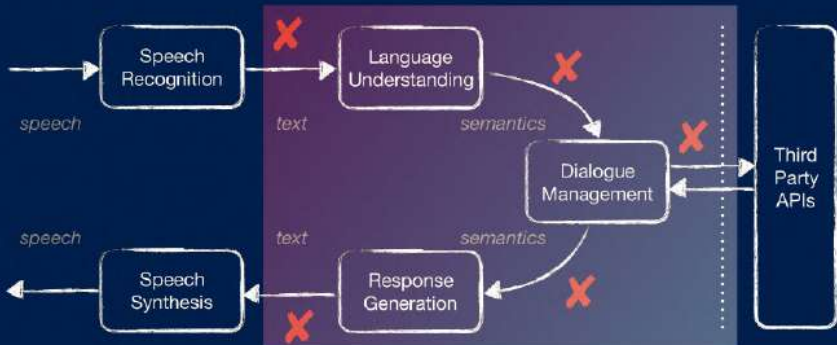 Speech
Recognition
Language
Understanding
speech
text
semantics
Dialogue
Management
Third
Party
APIs
speech
text
semantics
Speech
Synthesis
Response
Generation